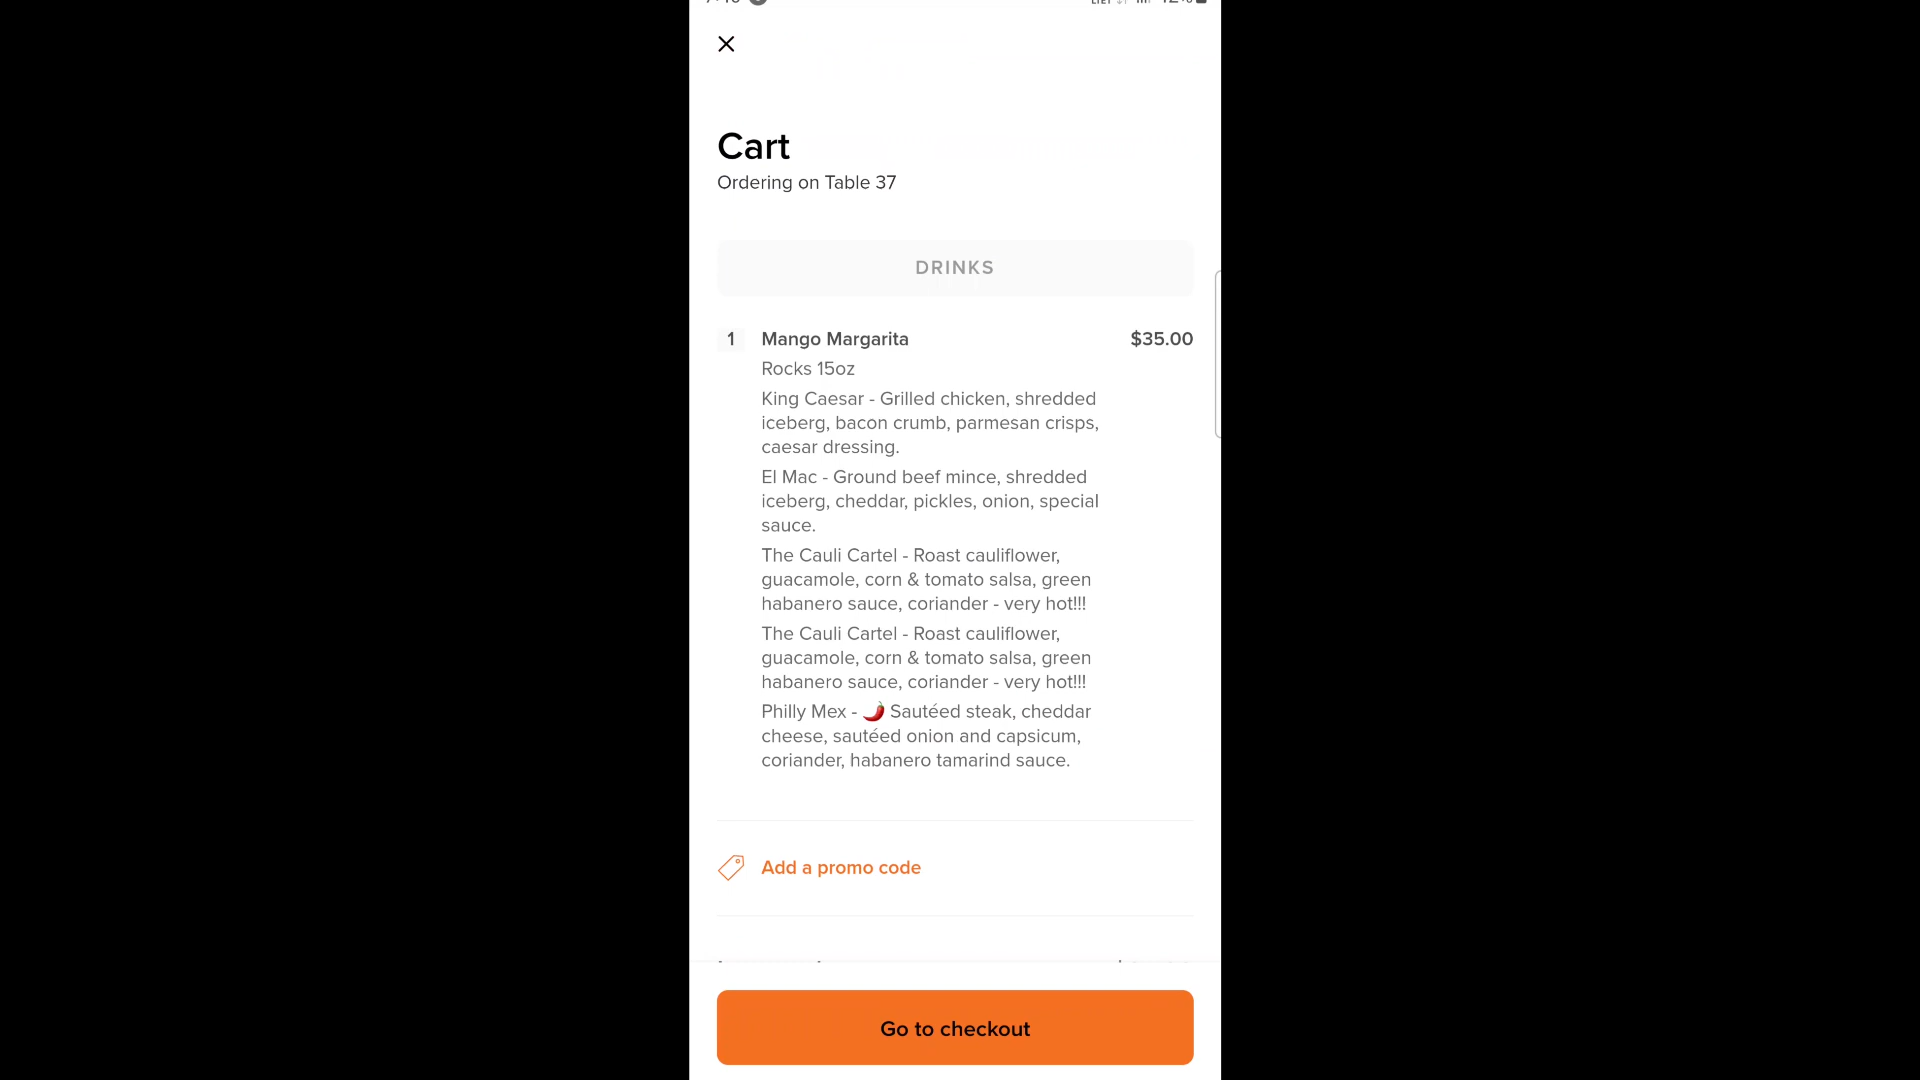 Cart
Ordering on Table 37
DRINKS
1 Mango Margarita $35.00
Rocks 15oz
King Caesar - Grilled chicken, shredded
iceberg, bacon crumb, parmesan crisps,
caesar dressing.
El Mac - Ground beef mince, shredded
iceberg, cheddar, pickles, onion, special
sauce.
The Cauli Cartel - Roast cauliflower,
guacamole, corn & tomato salsa, green
habanero sauce, coriander - very hot!!!
The Cauli Cartel - Roast cauliflower,
guacamole, corn & tomato salsa, green
habanero sauce, coriander - very hot!!!
Philly Mex - 🌶️ Sautéed steak, cheddar
cheese, sautéed onion and capsicum,
coriander, habanero tamarind sauce.
Add a promo code
Go to checkout